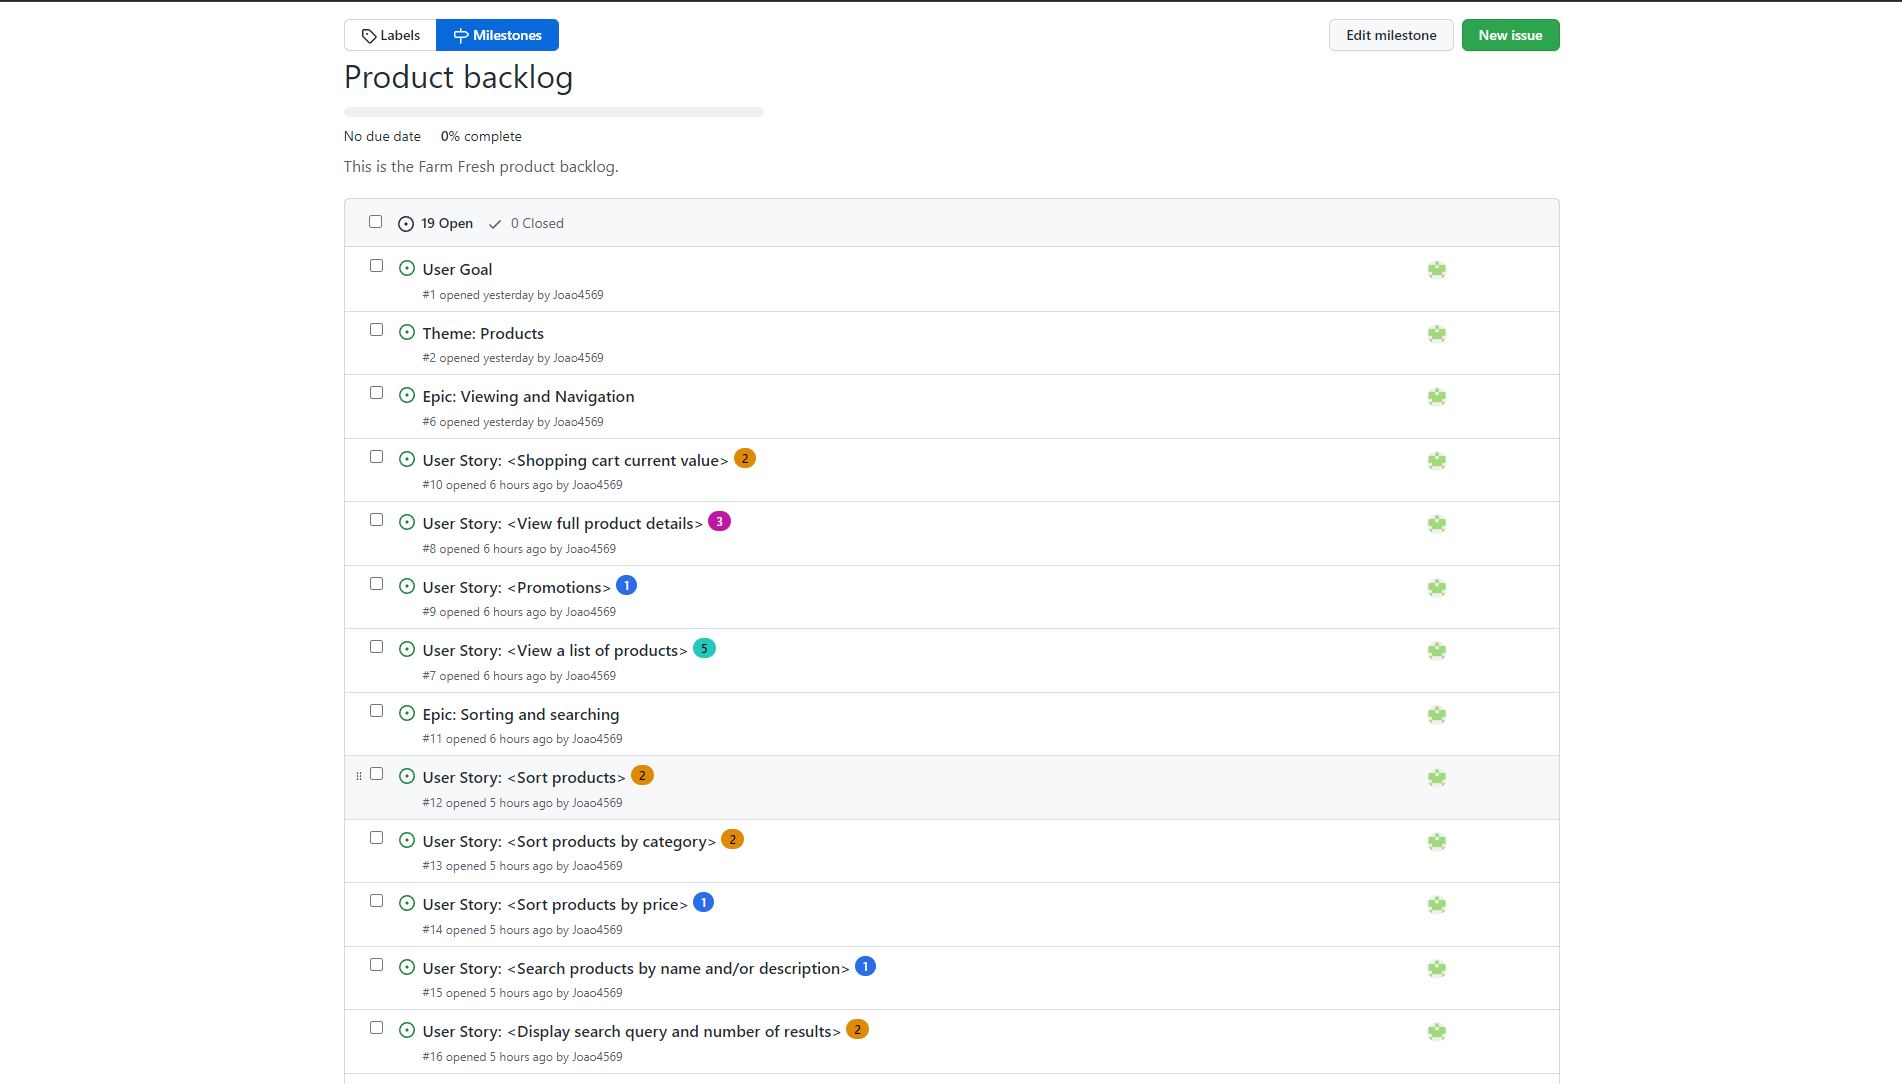 Labels Milestones Edit milestone New issue
Product backlog
No due date 0% complete
This is the Farm Fresh product backlog.
19 Open 0 Closed
User Goal
#1 opened yesterday by Joao4569
Theme: Products
#2 opened yesterday by Joao4569
Epic: Viewing and Navigation
#6 opened yesterday by Joao4569
User Story: <Shopping cart current value> 2
#10 opened 6 hours ago by Joao4569
User Story: <View full product details> 3
#8 opened 6 hours ago by Joao4569
User Story: <Promotions> 1
#9 opened 6 hours ago by Joao4569
User Story: <View a list of products> 5
#7 opened 6 hours ago by Joao4569
Epic: Sorting and searching
#11 opened 6 hours ago by Joao4569
User Story: <Sort products> 2
#12 opened 5 hours ago by Joao4569
User Story: <Sort products by category> 2
#13 opened 5 hours ago by Joao4569
User Story: <Sort products by price> 1
#14 opened 5 hours ago by Joao4569
User Story: <Search products by name and/or description> 1
#15 opened 5 hours ago by Joao4569
User Story: <Display search query and number of results> 2
#16 opened 5 hours ago by Joao4569